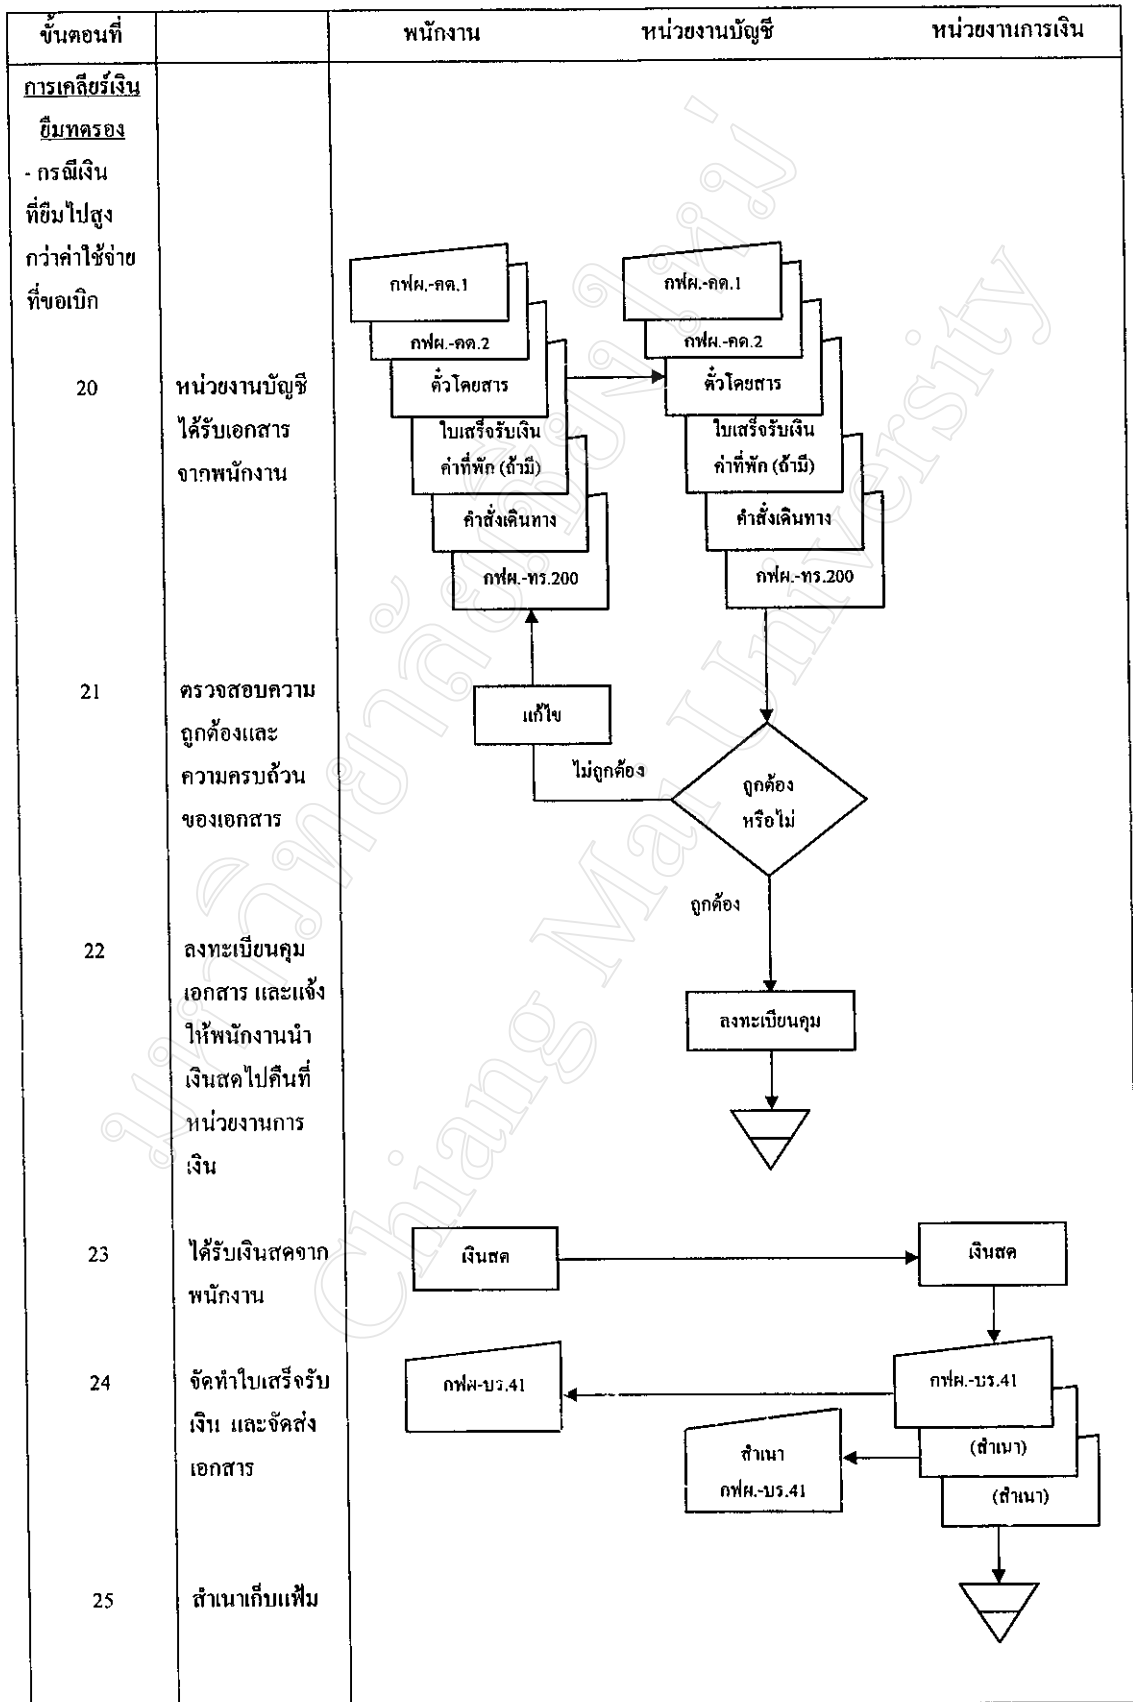 ขั้นตอนที่ พนักงาน หน่วยงานบัญชี หน่วยงานการเงิน
การเคลียร์เงิน
ยืมทดรอง
- กรณีเงิน
ที่ยืมไปสูง
กว่าค่าใช้จ่าย
ที่ขอเบิก
กฟผ.-คด.1 กฟผ.-คด.1
กฟผ.-คด.2 กฟผ.-คด.2
20 หน่วยงานบัญชี ตั๋วโดยสาร ตั๋วโดยสาร
ได้รับเอกสาร ใบเสร็จรับเงิน ใบเสร็จรับเงิน
จากพนักงาน ค่าที่พัก (ถ้ามี) ค่าที่พัก (ถ้ามี)
คำสั่งเดินทาง คำสั่งเดินทาง
กฟผ.-ทร.200 กฟผ.-ทร.200
21 ตรวจสอบความ แก้ไข
ถูกต้องและ
ความครบถ้วน ไม่ถูกต้อง ถูกต้อง
ของเอกสาร หรือไม่
ถูกต้อง
22 ลงทะเบียนคุม
เอกสาร และแจ้ง
ให้พนักงานนำ ลงทะเบียนคุม
เงินสดไปคืนที่
หน่วยงานการ
เงิน
23 ได้รับเงินสดจาก เงินสด เงินสด
พนักงาน
24 จัดทำใบเสร็จรับ กฟผ-บร.41 กฟผ.-บร.41
เงิน และจัดส่ง สำเนา (สำเนา)
เอกสาร กฟผ.-บร.41 (สำเนา)
25 สำเนาเก็บแฟ้ม
มหาวิทยาลัยเชียงใหม่
Chiang Mai University